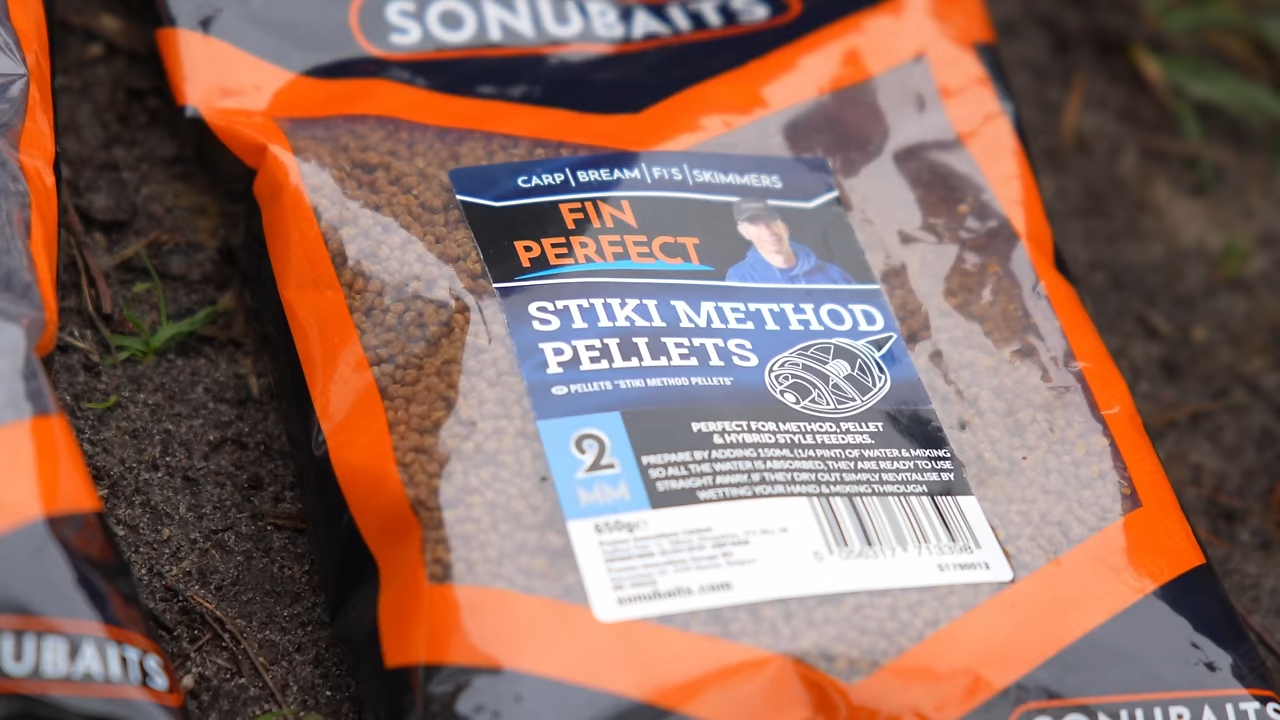 SONUBAITS
CARP | BREAM | F1'S | SKIMMERS
FIN
PERFECT
STIKI METHOD
PELLETS
PELLETS "STIKI METHOD PELLETS"
2
MM
PERFECT FOR METHOD, PELLET
& HYBRID STYLE FEEDERS.
PREPARE BY ADDING 150ML (1/4 PINT) OF WATER & MIXING
SO ALL THE WATER IS ABSORBED, THEY ARE READY TO USE
STRAIGHT AWAY. IF THEY DRY OUT SIMPLY REVITALISE BY
WETTING YOUR HAND & MIXING THROUGH
650g
sonubaits.com
S1790013
UBAITS
SONUBAITS